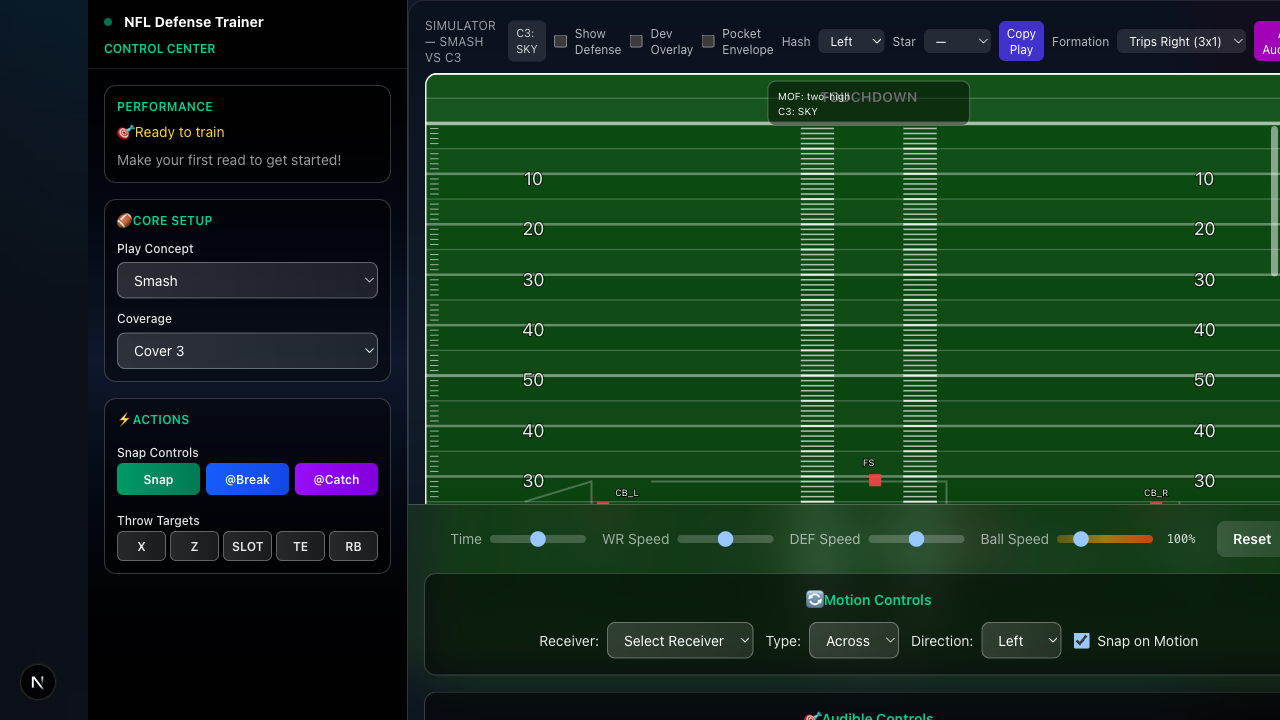 NFL Defense Trainer
CONTROL CENTER
PERFORMANCE
🎯Ready to train
Make your first read to get started!
🏈CORE SETUP
Play Concept
Smash
Coverage
Cover 3
⚡ACTIONS
Snap Controls
Snap @Break @Catch
Throw Targets
X Z SLOT TE RB
N
SIMULATOR
— SMASH
VS C3
C3:
SKY
Show
Defense
Dev
Overlay
Pocket
Envelope
Hash Left
Star —
Copy
Play
Formation Trips Right (3x1)
MOF: two-high
TOUCHDOWN
C3: SKY
10 10
20 20
30 30
40 40
50 50
40 40
FS
30 30
CB_L CB_R
Time WR Speed DEF Speed Ball Speed 100% Reset
Motion Controls
Receiver: Select Receiver Type: Across Direction: Left Snap on Motion
🎯Audible Controls